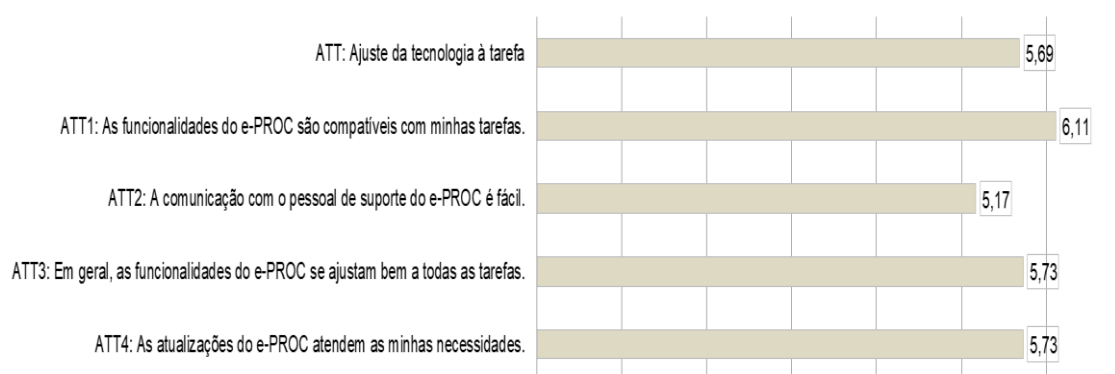 ATT: Ajuste da tecnologia à tarefa
5,69
ATT1: As funcionalidades do e-PROC são compatíveis com minhas tarefas.
6,11
ATT2: A comunicação com o pessoal de suporte do e-PROC é fácil.
5,17
ATT3: Em geral, as funcionalidades do e-PROC se ajustam bem a todas as tarefas.
5,73
ATT4: As atualizações do e-PROC atendem as minhas necessidades.
5,73